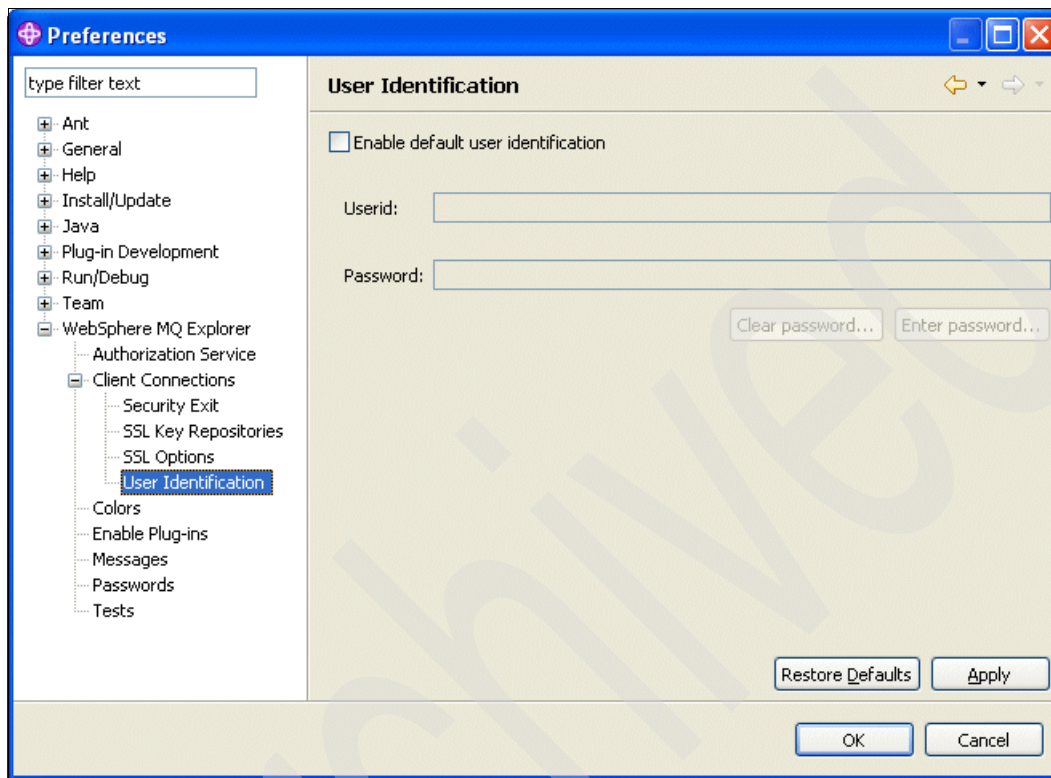 Preferences
type filter text
User Identification
Ant
General
Help
Install/Update
Java
Plug-in Development
Run/Debug
Team
WebSphere MQ Explorer
Authorization Service
Client Connections
Security Exit
SSL Key Repositories
SSL Options
User Identification
Colors
Enable Plug-ins
Messages
Passwords
Tests
Enable default user identification
Userid:
Password:
Clear password...
Enter password...
Restore Defaults
Apply
OK
Cancel
chived